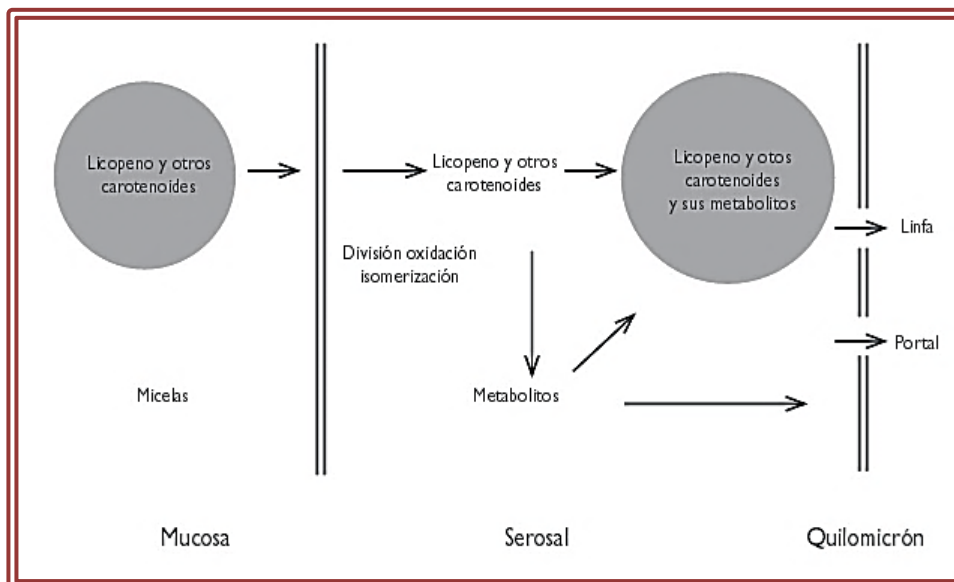 Licopeno y otros
carotenoides
Licopeno y otros
carotenoides
Licopeno y otos
carotenoides
y sus metabolitos
Linfa
División oxidación
isomerización
Portal
Micelas
Metabolitos
Mucosa
Serosal
Quilomicrón